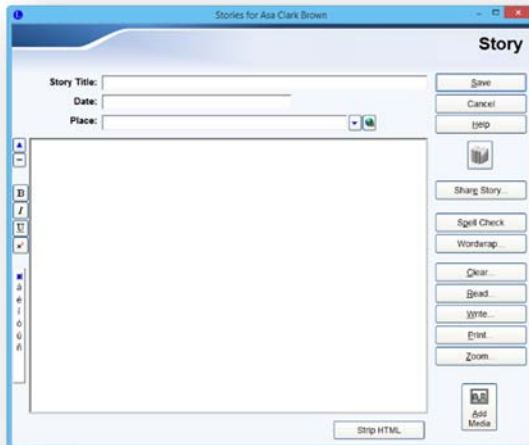 Stories for Asa Clark Brown
Story
Story Title:
Date:
Place:
Save
Cancel
Help
Share Story...
Spell Check
Wordwrap...
Clear...
Read...
Write...
Print...
Zoom...
Add
Media
Strip HTML
B
I
U
x²
á
é
í
ó
ú
ñ